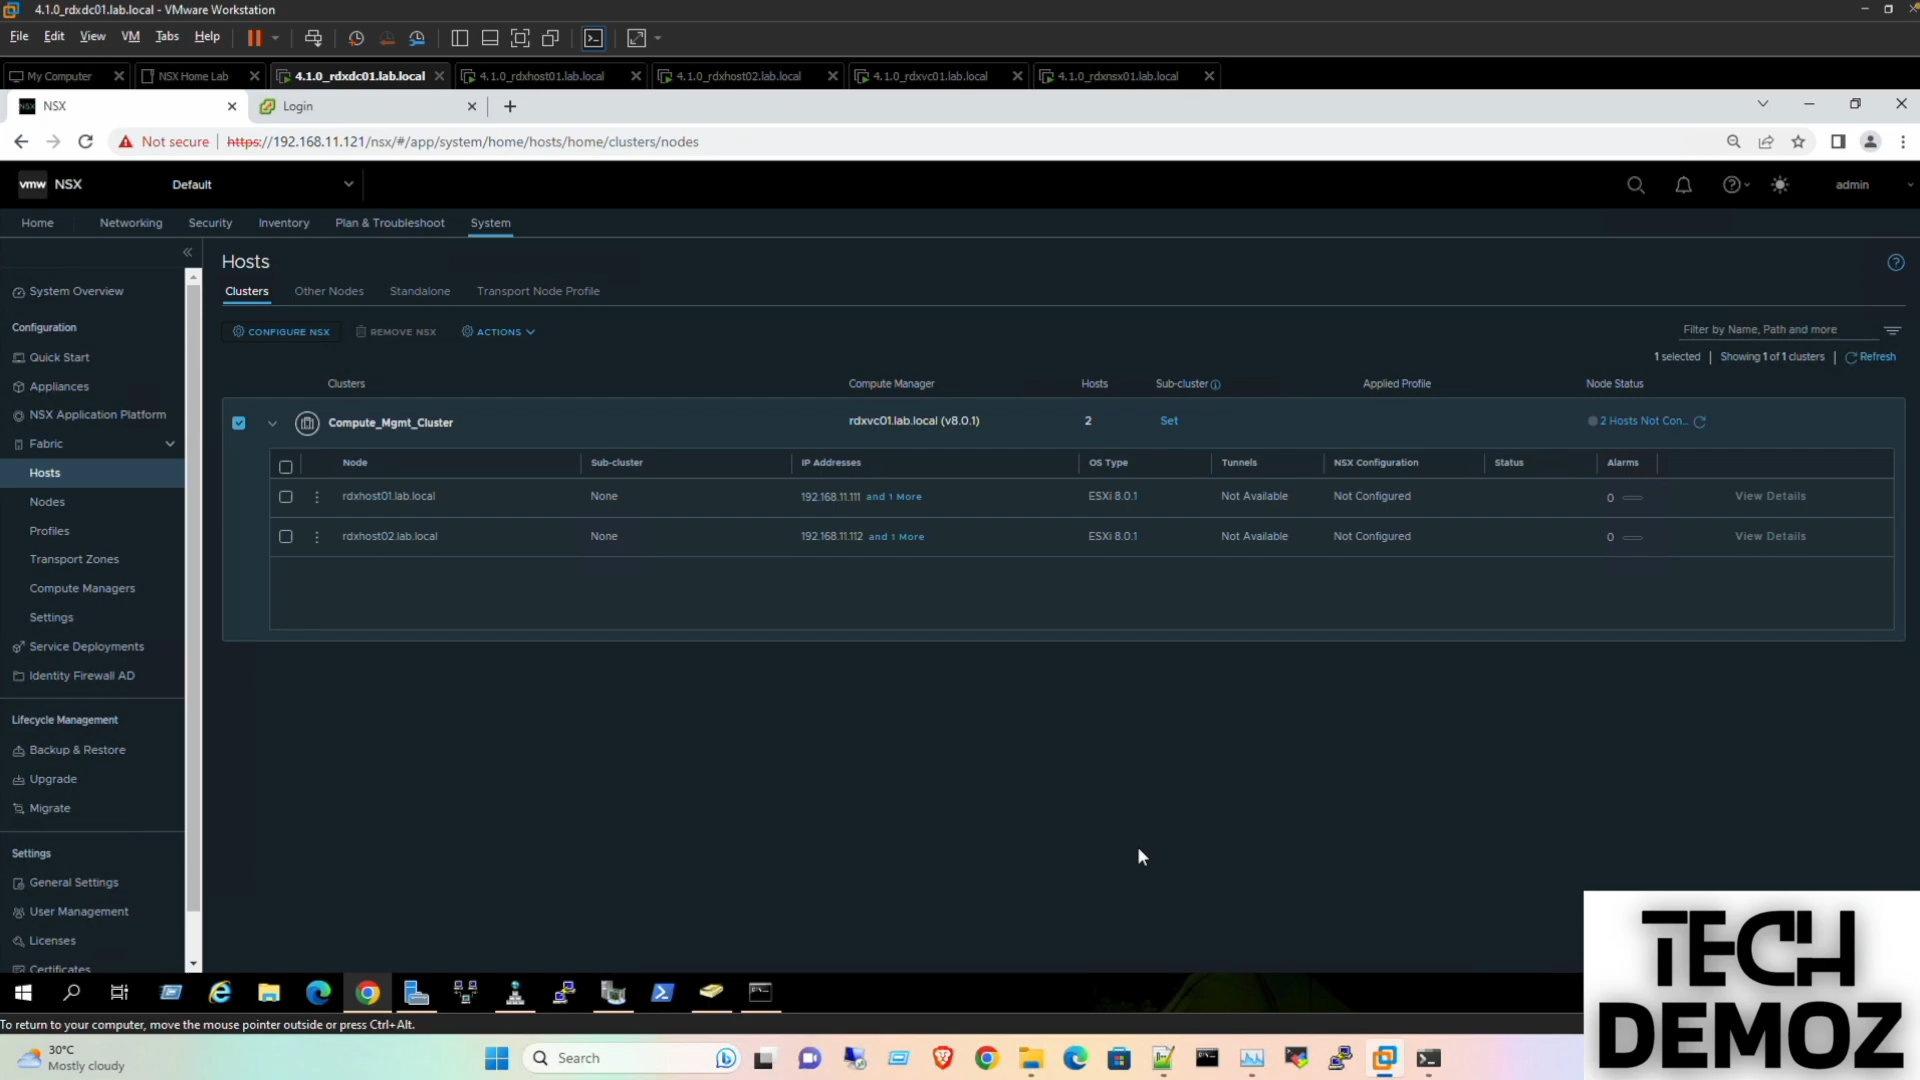 4.1.0_rdxdc01.lab.local - VMware Workstation
File Edit View VM Tabs Help
My Computer NSX Home Lab 4.1.0_rdxdc01.lab.local 4.1.0_rdxhost01.lab.local 4.1.0_rdxhost02.lab.local 4.1.0_rdxvc01.lab.local 4.1.0_rdxnsx01.lab.local
NSX Login
Not secure https://192.168.11.121/nsx/#/app/system/home/hosts/home/clusters/nodes
vmw NSX Default admin
Home Networking Security Inventory Plan & Troubleshoot System
System Overview
Configuration
Quick Start
Appliances
NSX Application Platform
Fabric
Hosts
Nodes
Profiles
Transport Zones
Compute Managers
Settings
Service Deployments
Identity Firewall AD
Lifecycle Management
Backup & Restore
Upgrade
Migrate
Settings
General Settings
User Management
Licenses
Certificates
Hosts
Clusters Other Nodes Standalone Transport Node Profile
CONFIGURE NSX REMOVE NSX ACTIONS Filter by Name, Path and more
1 selected | Showing 1 of 1 clusters | Refresh
Clusters Compute Manager Hosts Sub-cluster Applied Profile Node Status
Compute_Mgmt_Cluster rdxvc01.lab.local (v8.0.1) 2 Set 2 Hosts Not Con...
Node Sub-cluster IP Addresses OS Type Tunnels NSX Configuration Status Alarms
rdxhost01.lab.local None 192.168.11.111 and 1 More ESXi 8.0.1 Not Available Not Configured 0 View Details
rdxhost02.lab.local None 192.168.11.112 and 1 More ESXi 8.0.1 Not Available Not Configured 0 View Details
TECH
DEMOZ
To return to your computer, move the mouse pointer outside or press Ctrl+Alt.
30°C
Mostly cloudy
Search